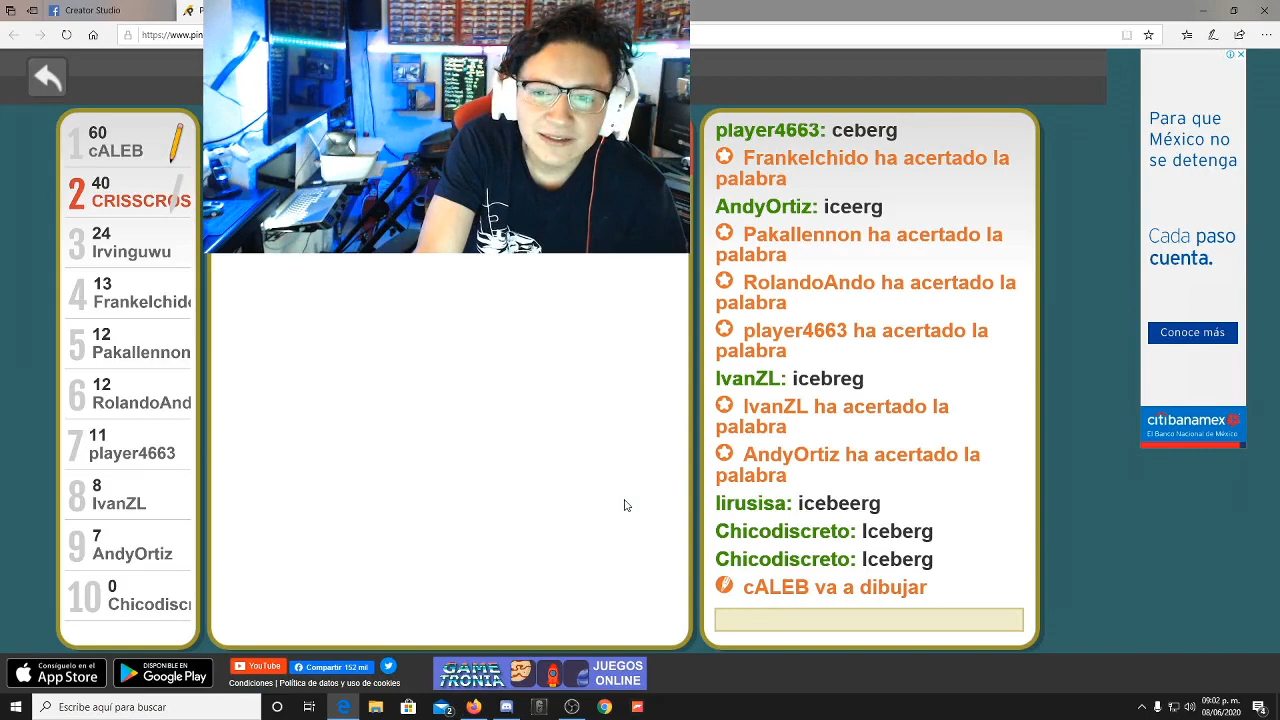 Creator Studio
https://www.pin
1 60
cALEB
2 40
CRISSCROS
3 24
Irvinguwu
4 13
Frankelchido
5 12
Pakallennon
6 12
RolandoAnd
7 11
player4663
8 8
IvanZL
9 7
AndyOrtiz
10 0
Chicodiscr
player4663: ceberg
Frankelchido ha acertado la
palabra
AndyOrtiz: iceerg
Pakallennon ha acertado la
palabra
RolandoAndo ha acertado la
palabra
player4663 ha acertado la
palabra
IvanZL: icebreg
IvanZL ha acertado la
palabra
AndyOrtiz ha acertado la
palabra
lirusisa: icebeerg
Chicodiscreto: Iceberg
Chicodiscreto: Iceberg
cALEB va a dibujar
Para que
México no
se detenga
Cada paso
cuenta.
Conoce más
citibanamex
El Banco Nacional de México
Consíguelo en el
App Store
DISPONIBLE EN
Google Play
YouTube
Compartir 152 mil
Condiciones | Política de datos y uso de cookies
GAME
TRONIA
JUEGOS
ONLINE
Escribe aquí para buscar
2
09:02 p. m.
08/06/2020
4